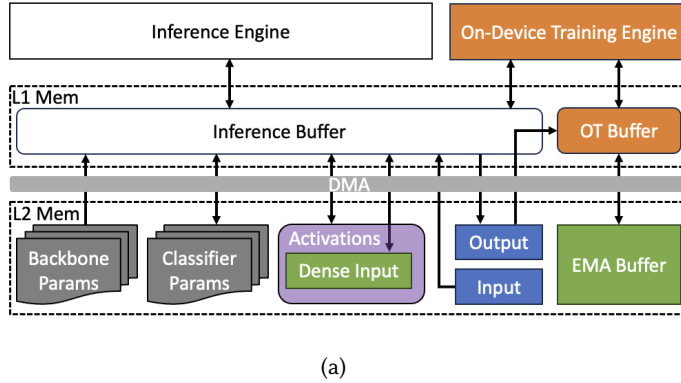 Inference Engine
On-Device Training Engine
L1 Mem
Inference Buffer
OT Buffer
DMA
L2 Mem
Backbone
Params
Classifier
Params
Activations
Dense Input
Output
Input
EMA Buffer
(a)